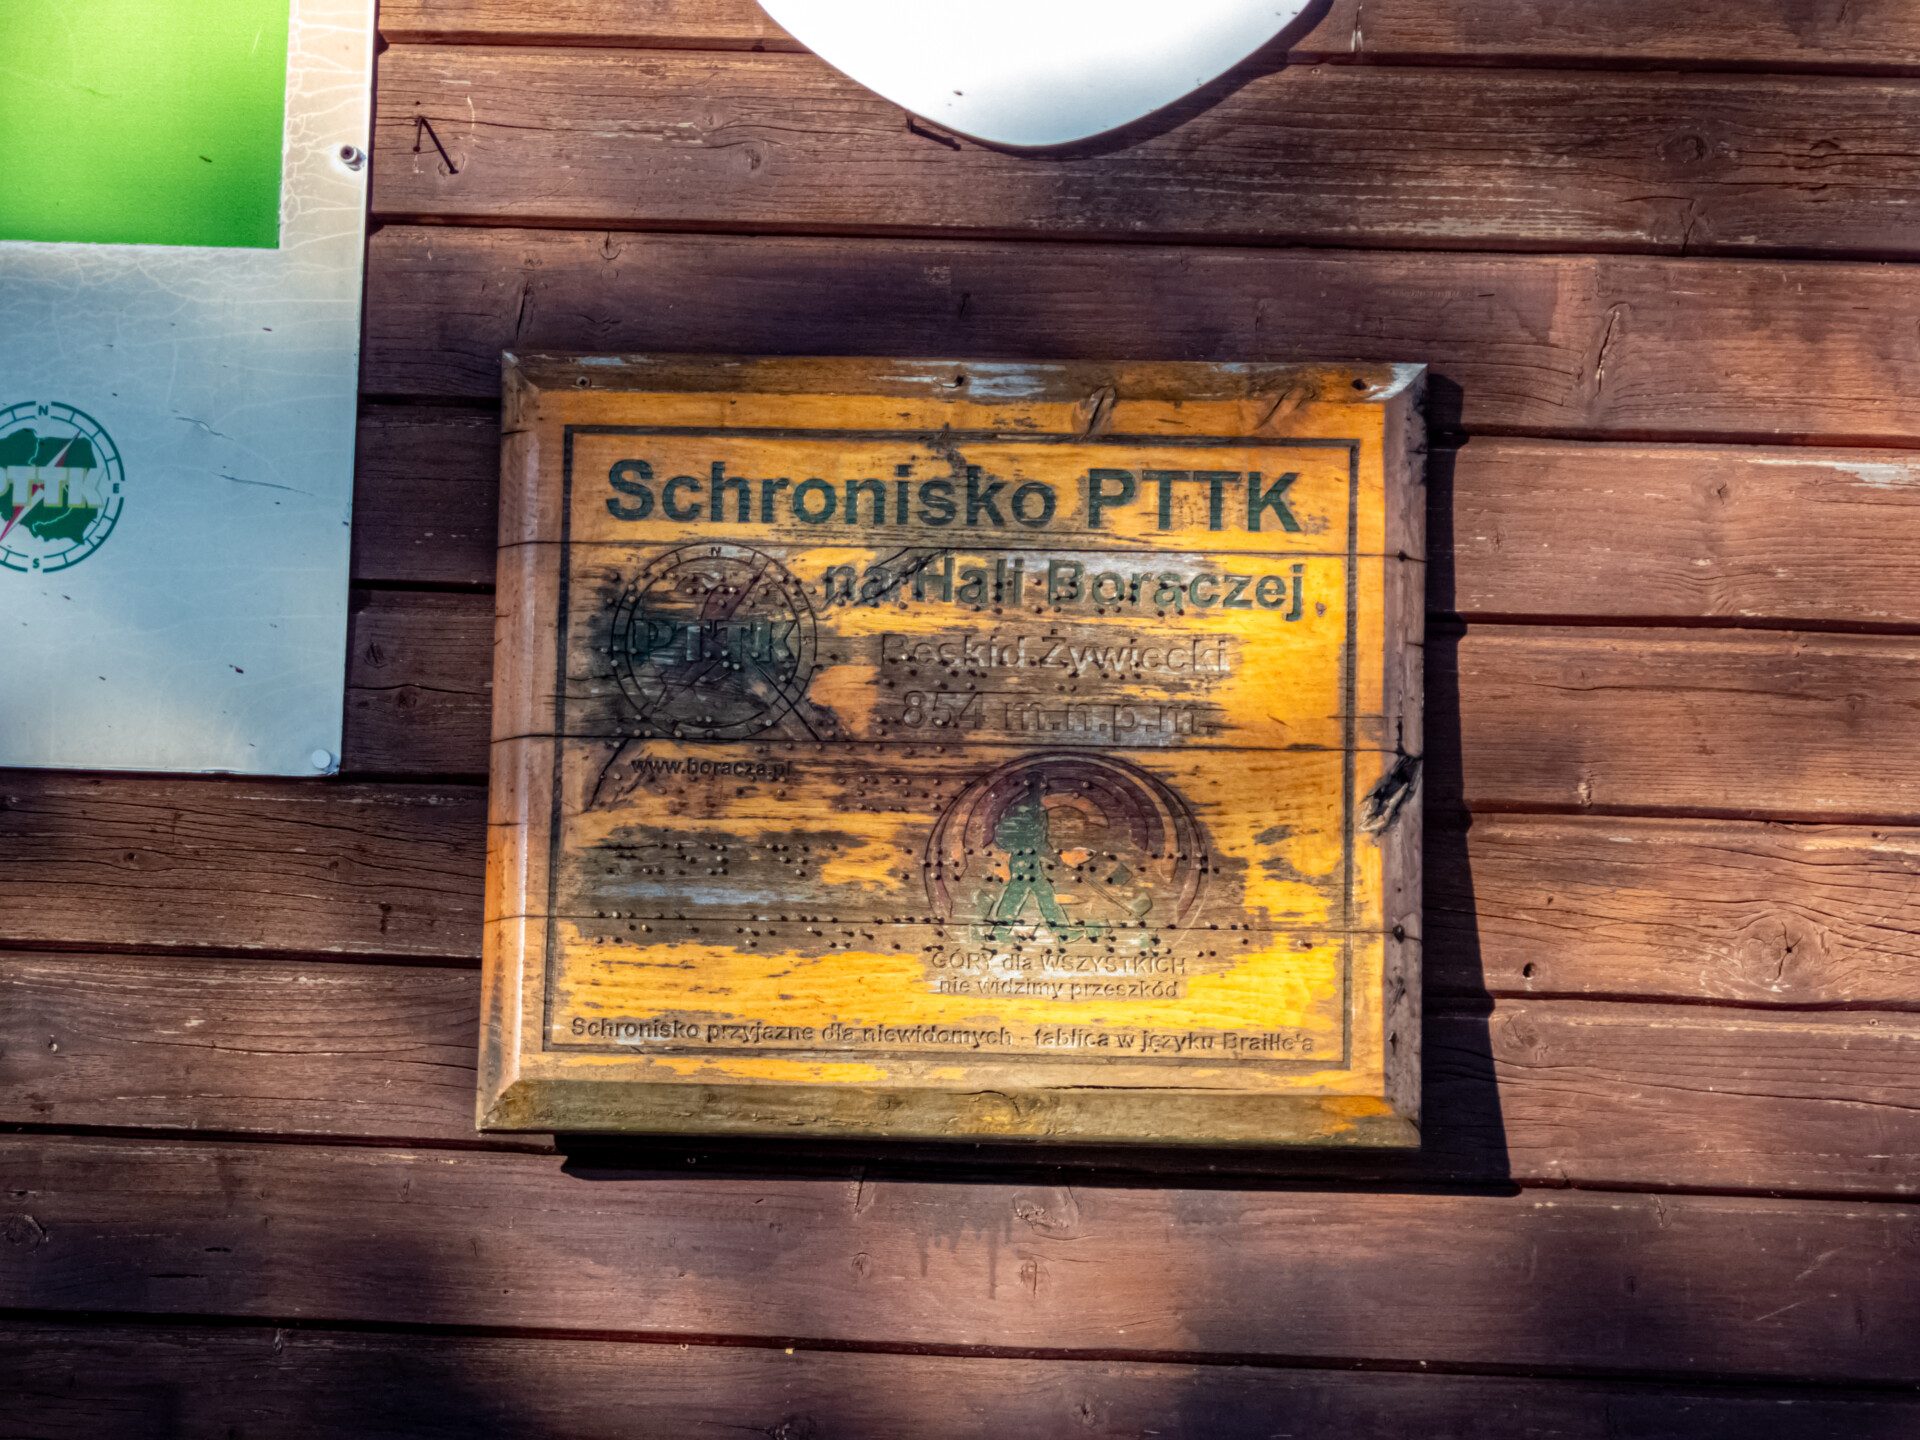 N
PTTK
E
S
Schronisko PTTK
na Hali Boraczej
N
PTTK
Beskid Żywiecki
854 m.n.p.m.
www.boracza.pl
GÓRY dla WSZYSTKICH
nie widzimy przeszkód
Schronisko przyjazne dla niewidomych - tablica w języku Braille'a